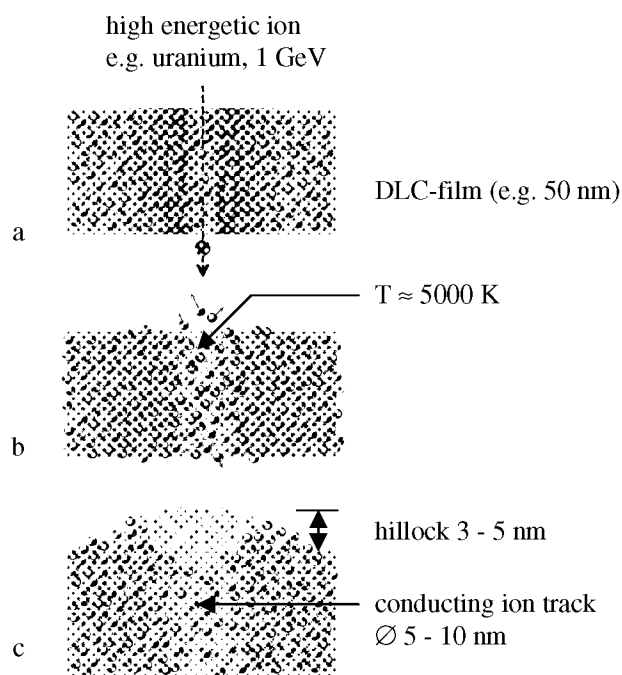 high energetic ion
e.g. uranium, 1 GeV
DLC-film (e.g. 50 nm)
a
T ≈ 5000 K
b
hillock 3 - 5 nm
conducting ion track
∅ 5 - 10 nm
c